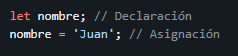 let nombre; // Declaración
nombre = 'Juan'; // Asignación